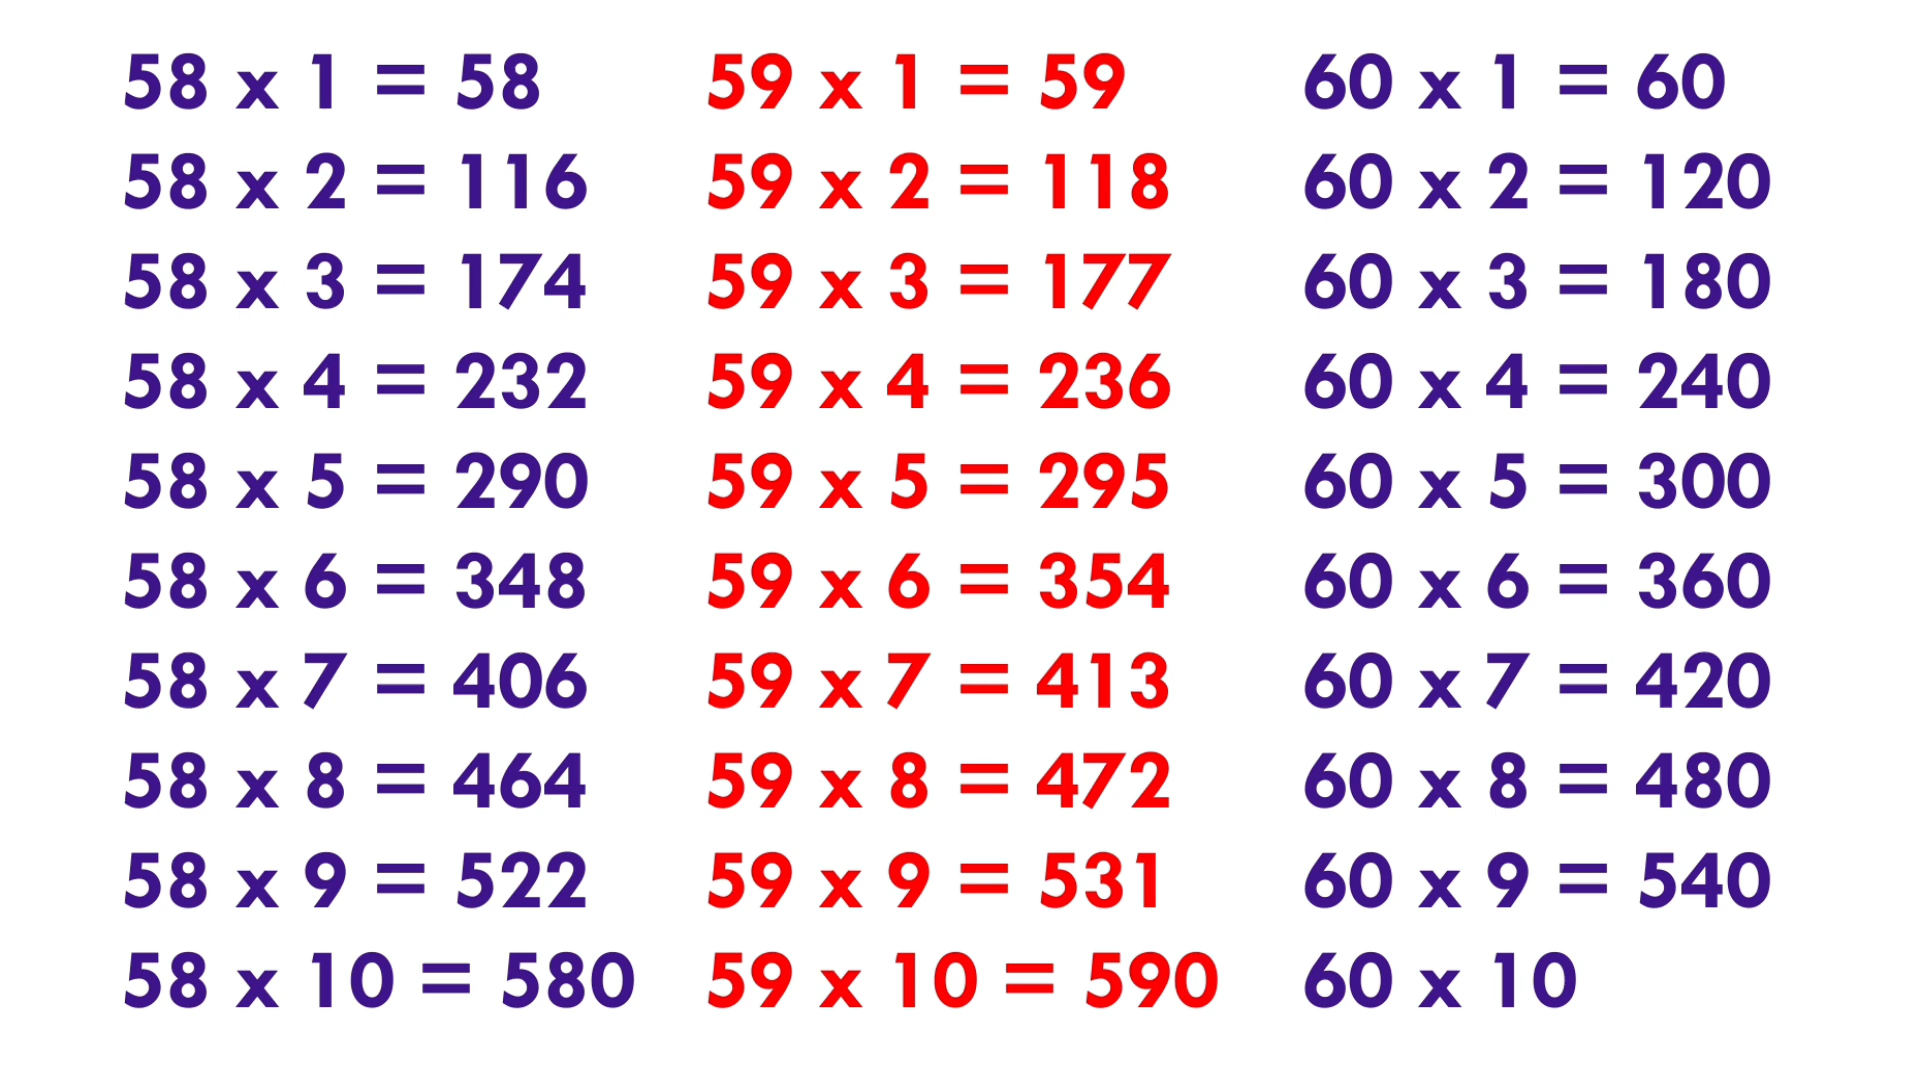 58 x 1 = 58
58 x 2 = 116
58 x 3 = 174
58 x 4 = 232
58 x 5 = 290
58 x 6 = 348
58 x 7 = 406
58 x 8 = 464
58 x 9 = 522
58 x 10 = 580
59 x 1 = 59
59 x 2 = 118
59 x 3 = 177
59 x 4 = 236
59 x 5 = 295
59 x 6 = 354
59 x 7 = 413
59 x 8 = 472
59 x 9 = 531
59 x 10 = 590
60 x 1 = 60
60 x 2 = 120
60 x 3 = 180
60 x 4 = 240
60 x 5 = 300
60 x 6 = 360
60 x 7 = 420
60 x 8 = 480
60 x 9 = 540
60 x 10